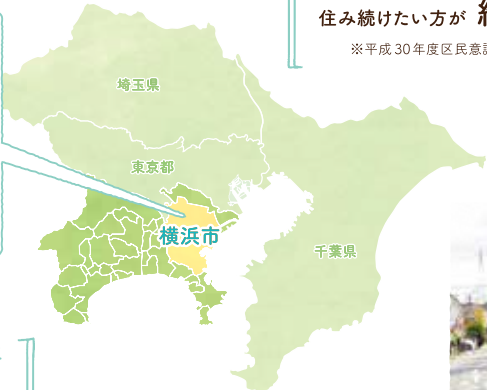 住み続けたい方が
※平成30年度区民意
埼玉県
東京都
横浜市
千葉県